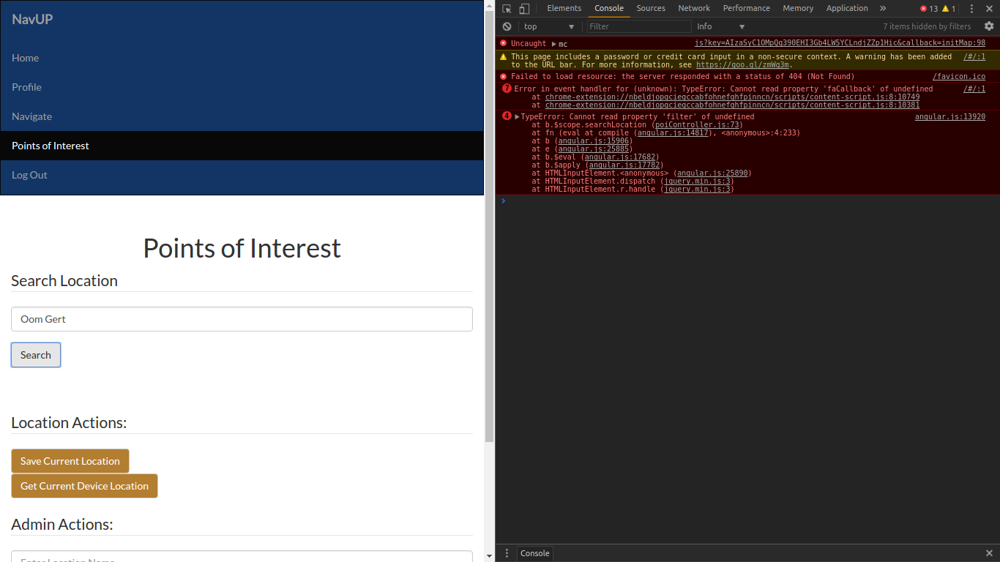 NavUP
Home
Profile
Navigate
Points of Interest
Log Out
Points of Interest
Search Location
Oom Gert
Search
Location Actions:
Save Current Location
Get Current Device Location
Admin Actions:
Enter Location Name
Elements Console Sources Network Performance Memory Application » 13 1
top Filter Info 7 items hidden by filters
Uncaught ▶ mc js?key=AIzaSyC1OMpQq390EHI3Gb4LW5YCLndjZZp1Hic&callback=initMap:98
This page includes a password or credit card input in a non-secure context. A warning has been added /#/:1
to the URL bar. For more information, see https://goo.gl/zmWq3m.
Failed to load resource: the server responded with a status of 404 (Not Found) /favicon.ico
7 Error in event handler for (unknown): TypeError: Cannot read property 'faCallback' of undefined /#/:1
at chrome-extension://nbeldjopgcieqccabfohnefqhfpinncn/scripts/content-script.js:8:10749
at chrome-extension://nbeldjopgcieqccabfohnefqhfpinncn/scripts/content-script.js:8:10381
4 ▶TypeError: Cannot read property 'filter' of undefined angular.js:13920
at b.$scope.searchLocation (poiController.js:73)
at fn (eval at compile (angular.js:14817), <anonymous>:4:233)
at b (angular.js:15906)
at e (angular.js:25885)
at b.$eval (angular.js:17682)
at b.$apply (angular.js:17782)
at HTMLInputElement.<anonymous> (angular.js:25890)
at HTMLInputElement.dispatch (jquery.min.js:3)
at HTMLInputElement.r.handle (jquery.min.js:3)
Console